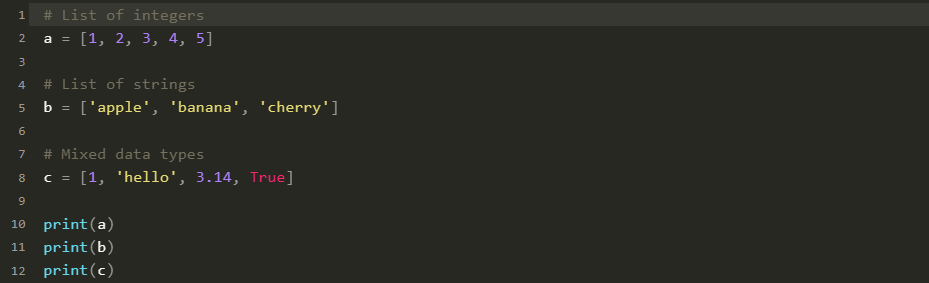 1 # List of integers
2 a = [1, 2, 3, 4, 5]
3
4 # List of strings
5 b = ['apple', 'banana', 'cherry']
6
7 # Mixed data types
8 c = [1, 'hello', 3.14, True]
9
10 print(a)
11 print(b)
12 print(c)